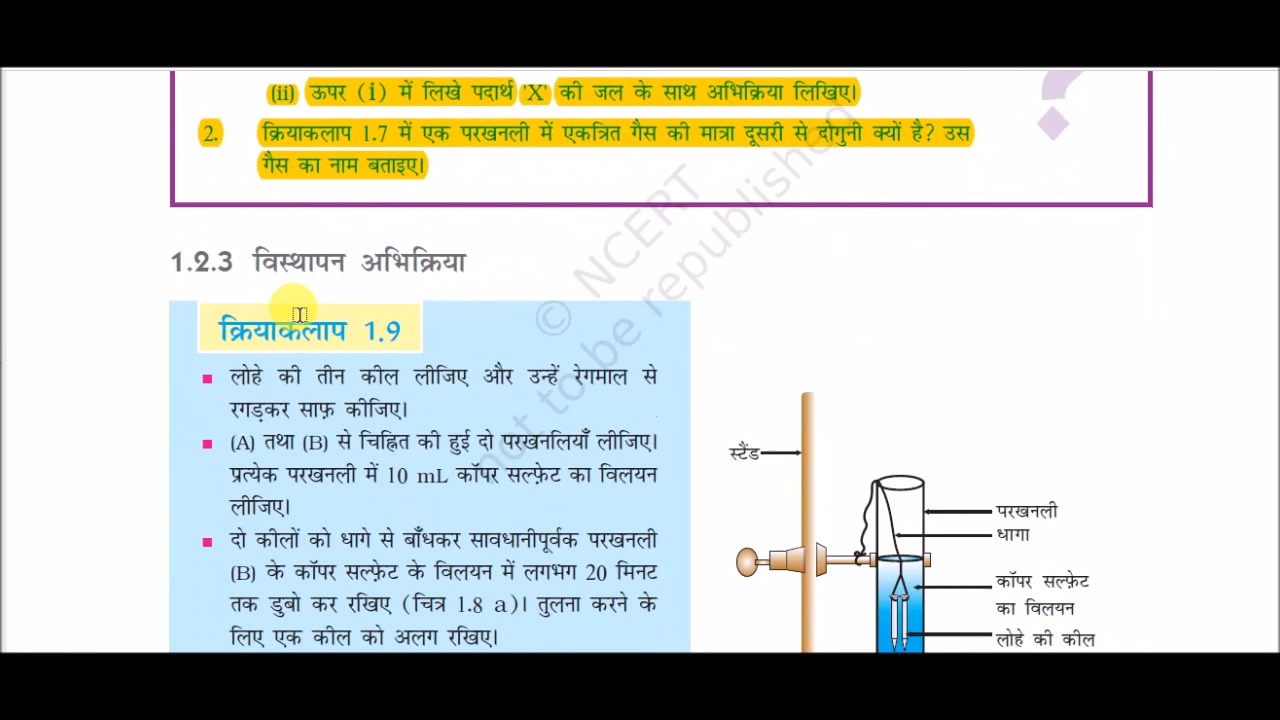 (ii) ऊपर (i) में लिखे पदार्थ 'X' की जल के साथ अभिक्रिया लिखिए।
2. क्रियाकलाप 1.7 में एक परखनली में एकत्रित गैस की मात्रा दूसरी से दोगुनी क्यों है? उस
गैस का नाम बताइए।
?
1.2.3 विस्थापन अभिक्रिया
क्रियाकलाप 1.9
लोहे की तीन कील लीजिए और उन्हें रेगमाल से
रगड़कर साफ़ कीजिए।
(A) तथा (B) से चिह्नित की हुई दो परखनलियाँ लीजिए।
प्रत्येक परखनली में 10 mL कॉपर सल्फ़ेट का विलयन
लीजिए।
दो कीलों को धागे से बाँधकर सावधानीपूर्वक परखनली
(B) के कॉपर सल्फ़ेट के विलयन में लगभग 20 मिनट
तक डुबो कर रखिए (चित्र 1.8 a)। तुलना करने के
लिए एक कील को अलग रखिए।
स्टैंड
परखनली
धागा
कॉपर सल्फ़ेट
का विलयन
लोहे की कील
© NCERT
not to be republished